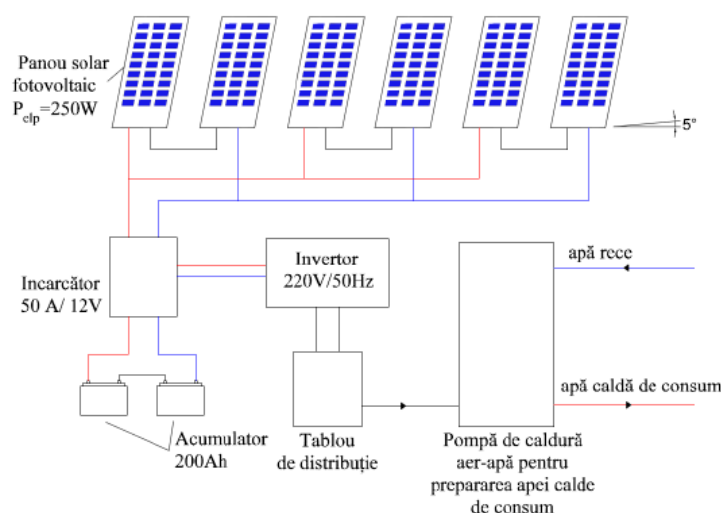 Panou solar
fotovoltaic
Pelp=250W
5°
Incarcător
50 A/ 12V
Invertor
220V/50Hz
apă rece
apă caldă de consum
Acumulator
200Ah
Tablou
de distribuție
Pompă de caldură
aer-apă pentru
prepararea apei calde
de consum